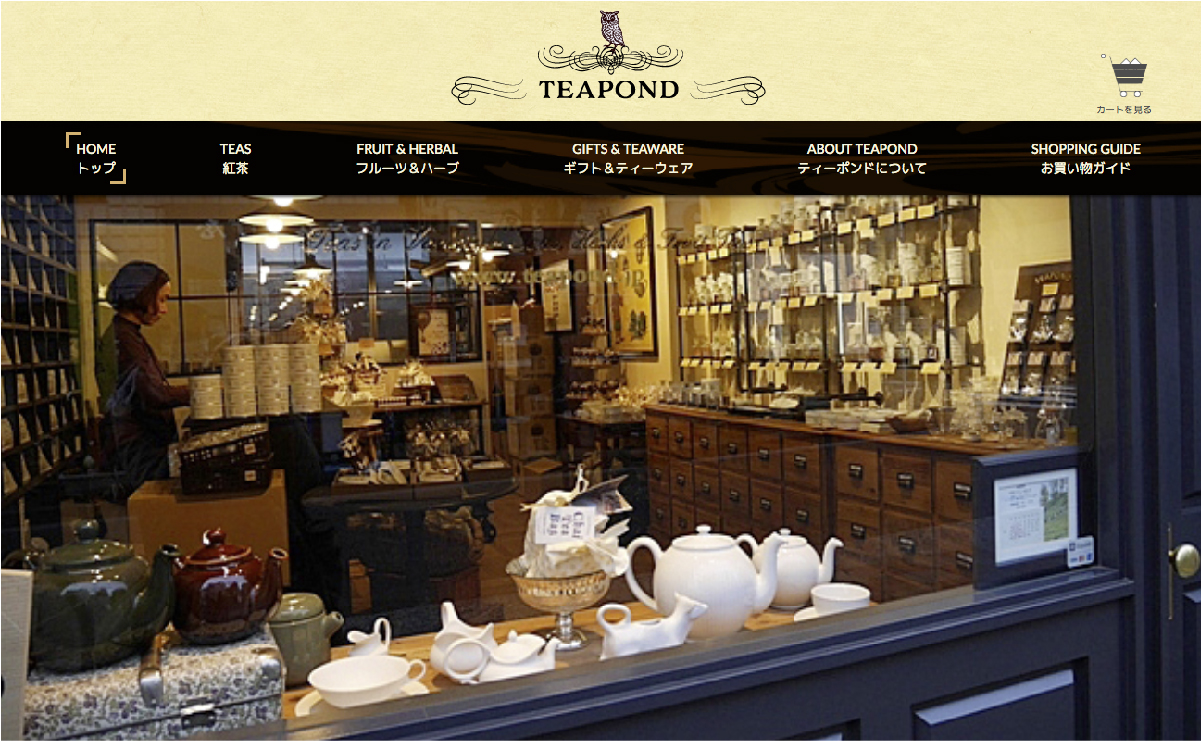 TEAPOND
カートを見る
HOME
トップ
TEAS
紅茶
FRUIT & HERBAL
フルーツ＆ハーブ
GIFTS & TEAWARE
ギフト＆ティーウェア
ABOUT TEAPOND
ティーポンドについて
SHOPPING GUIDE
お買い物ガイド
www.teapond.jp